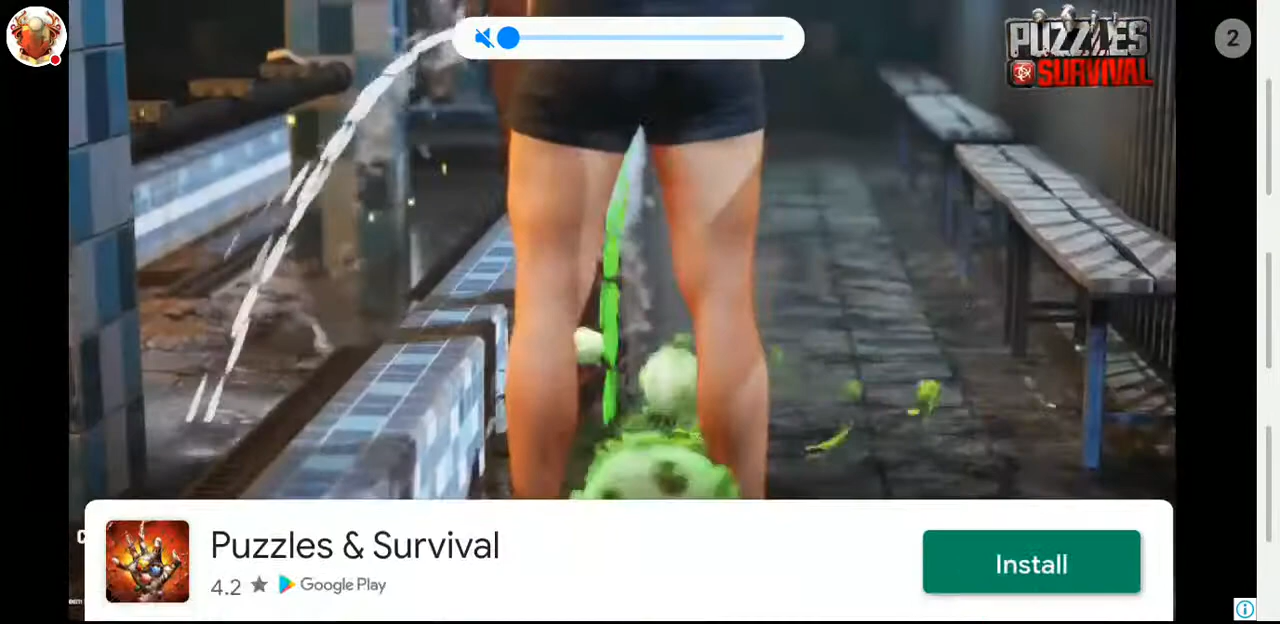 PUZZLES
SURVIVAL
2
Puzzles & Survival
4.2 ★ Google Play
Install